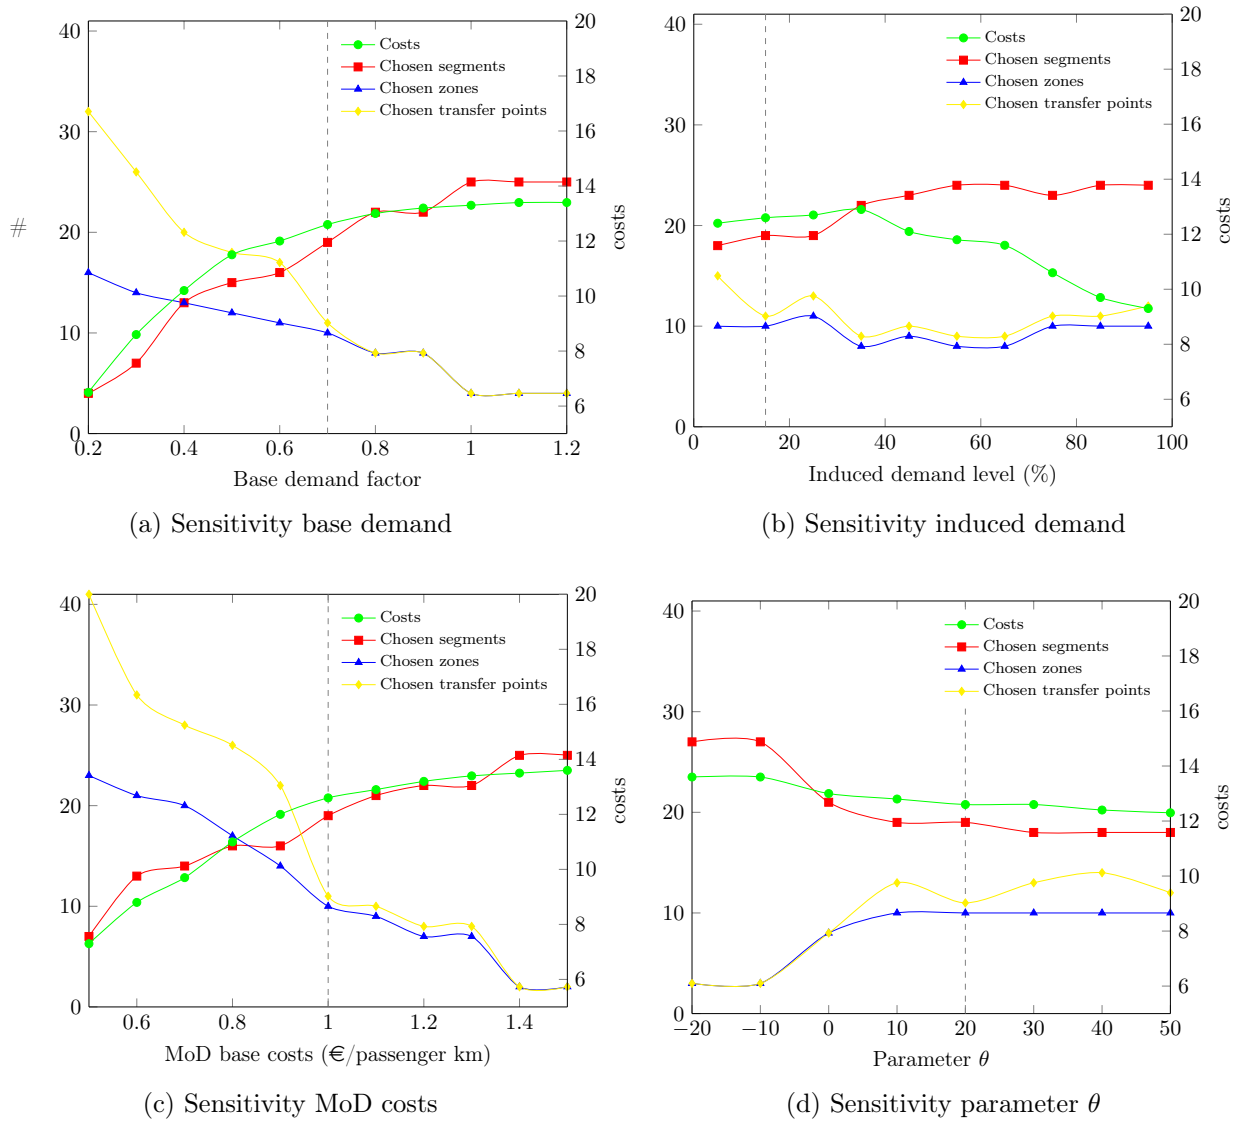 40
30
20
10
0
#
20
18
16
14
12
10
8
6
costs
Costs
Chosen segments
Chosen zones
Chosen transfer points
0.2 0.4 0.6 0.8 1 1.2
Base demand factor
(a) Sensitivity base demand
40
30
20
10
0
20
18
16
14
12
10
8
6
costs
Costs
Chosen segments
Chosen zones
Chosen transfer points
0 20 40 60 80 100
Induced demand level (%)
(b) Sensitivity induced demand
40
30
20
10
0
20
18
16
14
12
10
8
6
costs
Costs
Chosen segments
Chosen zones
Chosen transfer points
0.6 0.8 1 1.2 1.4
MoD base costs (€/passenger km)
(c) Sensitivity MoD costs
40
30
20
10
0
20
18
16
14
12
10
8
6
costs
Costs
Chosen segments
Chosen zones
Chosen transfer points
−20 −10 0 10 20 30 40 50
Parameter θ
(d) Sensitivity parameter θ